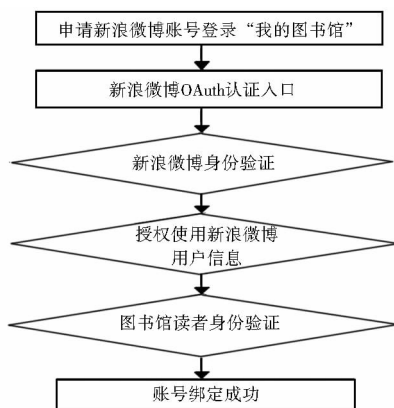 申请新浪微博账号登录“我的图书馆”
新浪微博OAuth认证入口
新浪微博身份验证
授权使用新浪微博
用户信息
图书馆读者身份验证
账号绑定成功